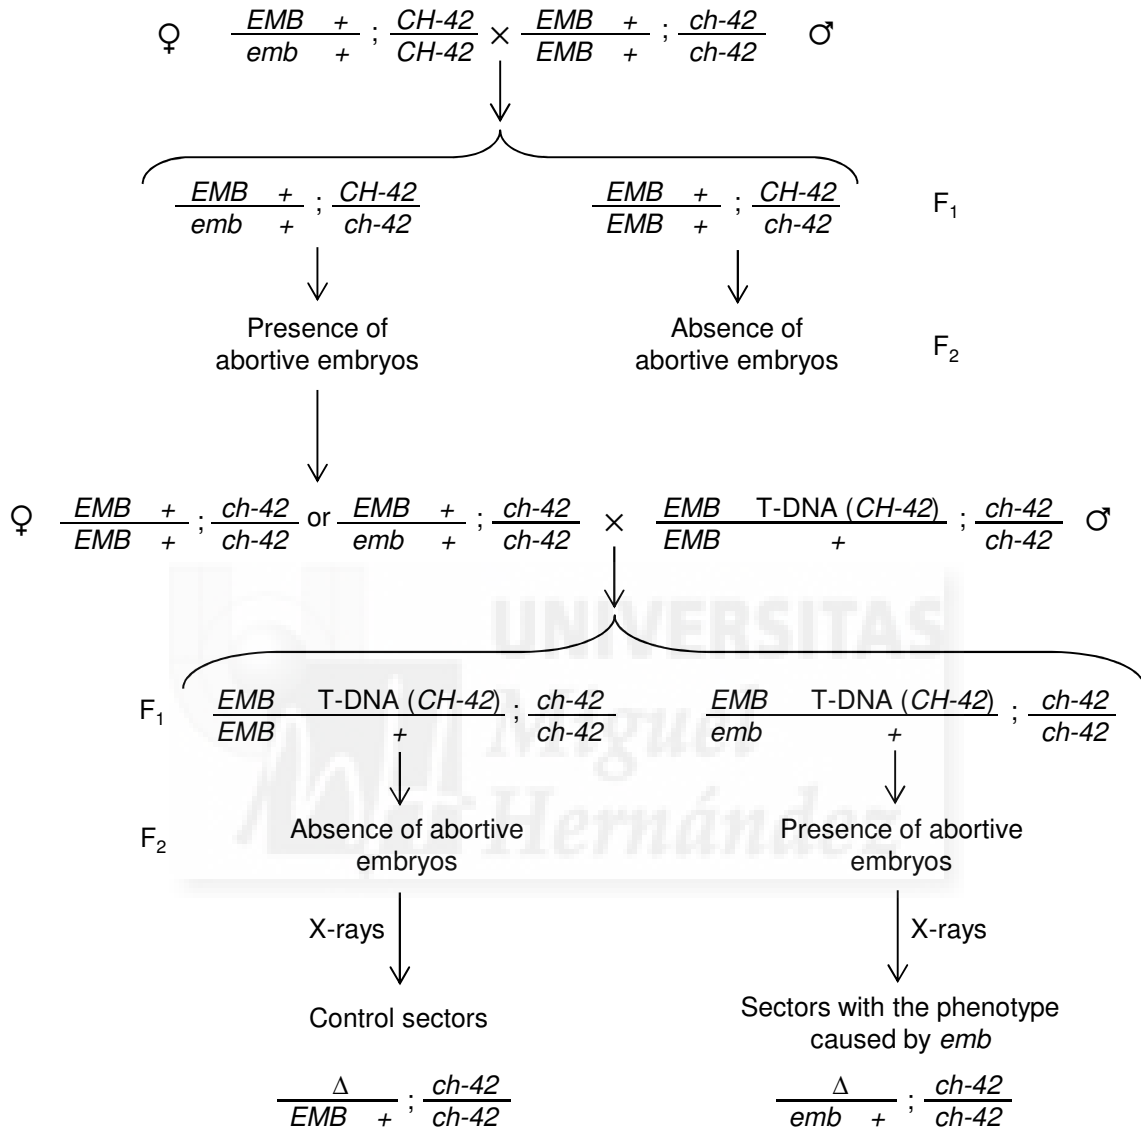 ♀ EMB + / emb + ; CH-42 / CH-42 × EMB + / EMB + ; ch-42 / ch-42 ♂
EMB + / emb + ; CH-42 / ch-42 EMB + / EMB + ; CH-42 / ch-42 F1
Presence of
abortive embryos
Absence of
abortive embryos
F2
♀ EMB + / EMB + ; ch-42 / ch-42 or EMB + / emb + ; ch-42 / ch-42 × EMB T-DNA (CH-42) / EMB + ; ch-42 / ch-42 ♂
UNIVERSITAS
Miguel
Hernández
F1 EMB T-DNA (CH-42) / EMB + ; ch-42 / ch-42 EMB T-DNA (CH-42) / emb + ; ch-42 / ch-42
F2
Absence of abortive
embryos
Presence of abortive
embryos
X-rays
X-rays
Control sectors
Sectors with the phenotype
caused by emb
Δ / EMB + ; ch-42 / ch-42 Δ / emb + ; ch-42 / ch-42